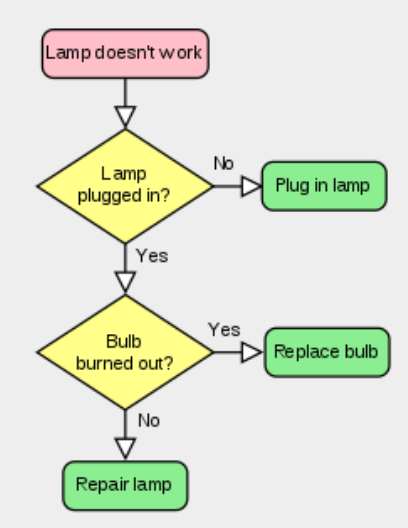 Lamp doesn't work
Lamp
plugged in?
No
Plug in lamp
Yes
Bulb
burned out?
Yes
Replace bulb
No
Repair lamp